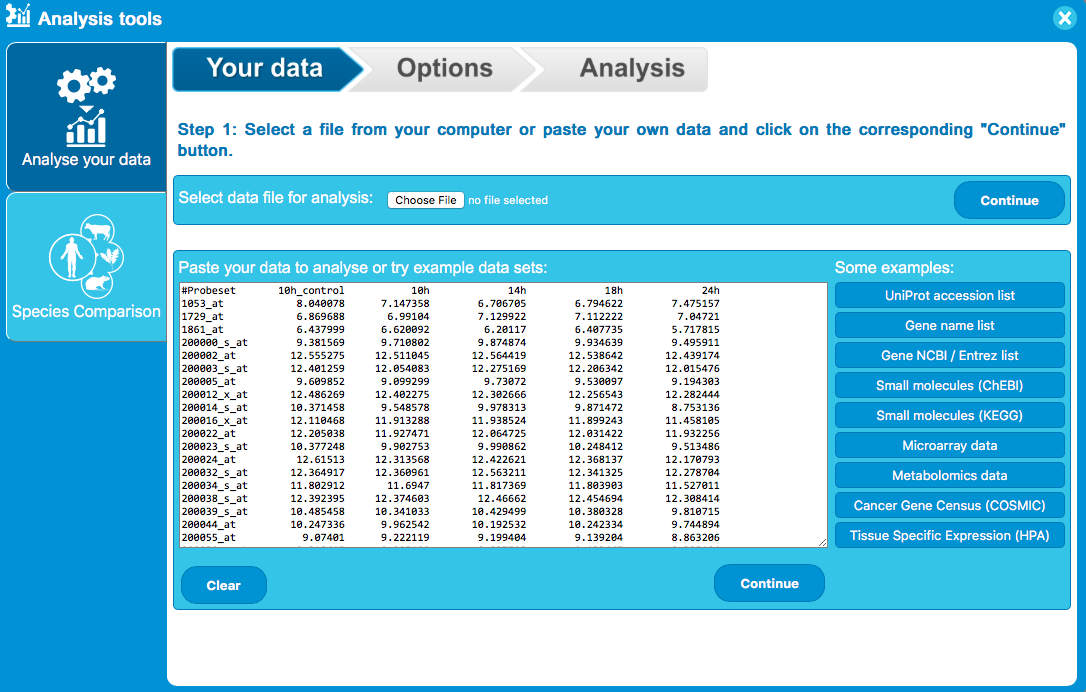 Analysis tools
Analyse your data
Species Comparison
Your data
Options
Analysis
Step 1: Select a file from your computer or paste your own data and click on the corresponding "Continue"
button.
Select data file for analysis:
Choose File no file selected
Continue
Paste your data to analyse or try example data sets:
#Probeset 10h_control 10h 14h 18h 24h
1053_at 8.040078 7.147358 6.706705 6.794622 7.475157
1729_at 6.869688 6.99104 7.129922 7.112222 7.04721
1861_at 6.437999 6.620092 6.20117 6.407735 5.717815
200000_s_at 9.381569 9.710802 9.874874 9.934639 9.495911
200002_at 12.555275 12.511045 12.564419 12.538642 12.439174
200003_s_at 12.401259 12.054083 12.275169 12.206342 12.015476
200005_at 9.609852 9.099299 9.73072 9.530097 9.194303
200012_x_at 12.486269 12.402275 12.302666 12.256543 12.282444
200014_s_at 10.371458 9.548578 9.978313 9.871472 8.753136
200016_x_at 12.110468 11.913288 11.938524 11.899243 11.458105
200022_at 12.205038 11.927471 12.064725 12.031422 11.932256
200023_s_at 10.377248 9.902753 9.990862 10.248412 9.513486
200024_at 12.61513 12.313568 12.422621 12.368137 12.170793
200032_s_at 12.364917 12.360961 12.563211 12.341325 12.278704
200034_s_at 11.802912 11.6947 11.817369 11.803903 11.527011
200038_s_at 12.392395 12.374603 12.46662 12.454694 12.308414
200039_s_at 10.485458 10.341033 10.429499 10.380328 9.810715
200044_at 10.247336 9.962542 10.192532 10.242334 9.744894
200055_at 9.07401 9.222119 9.199404 9.139204 8.863206
Clear
Continue
Some examples:
UniProt accession list
Gene name list
Gene NCBI / Entrez list
Small molecules (ChEBI)
Small molecules (KEGG)
Microarray data
Metabolomics data
Cancer Gene Census (COSMIC)
Tissue Specific Expression (HPA)